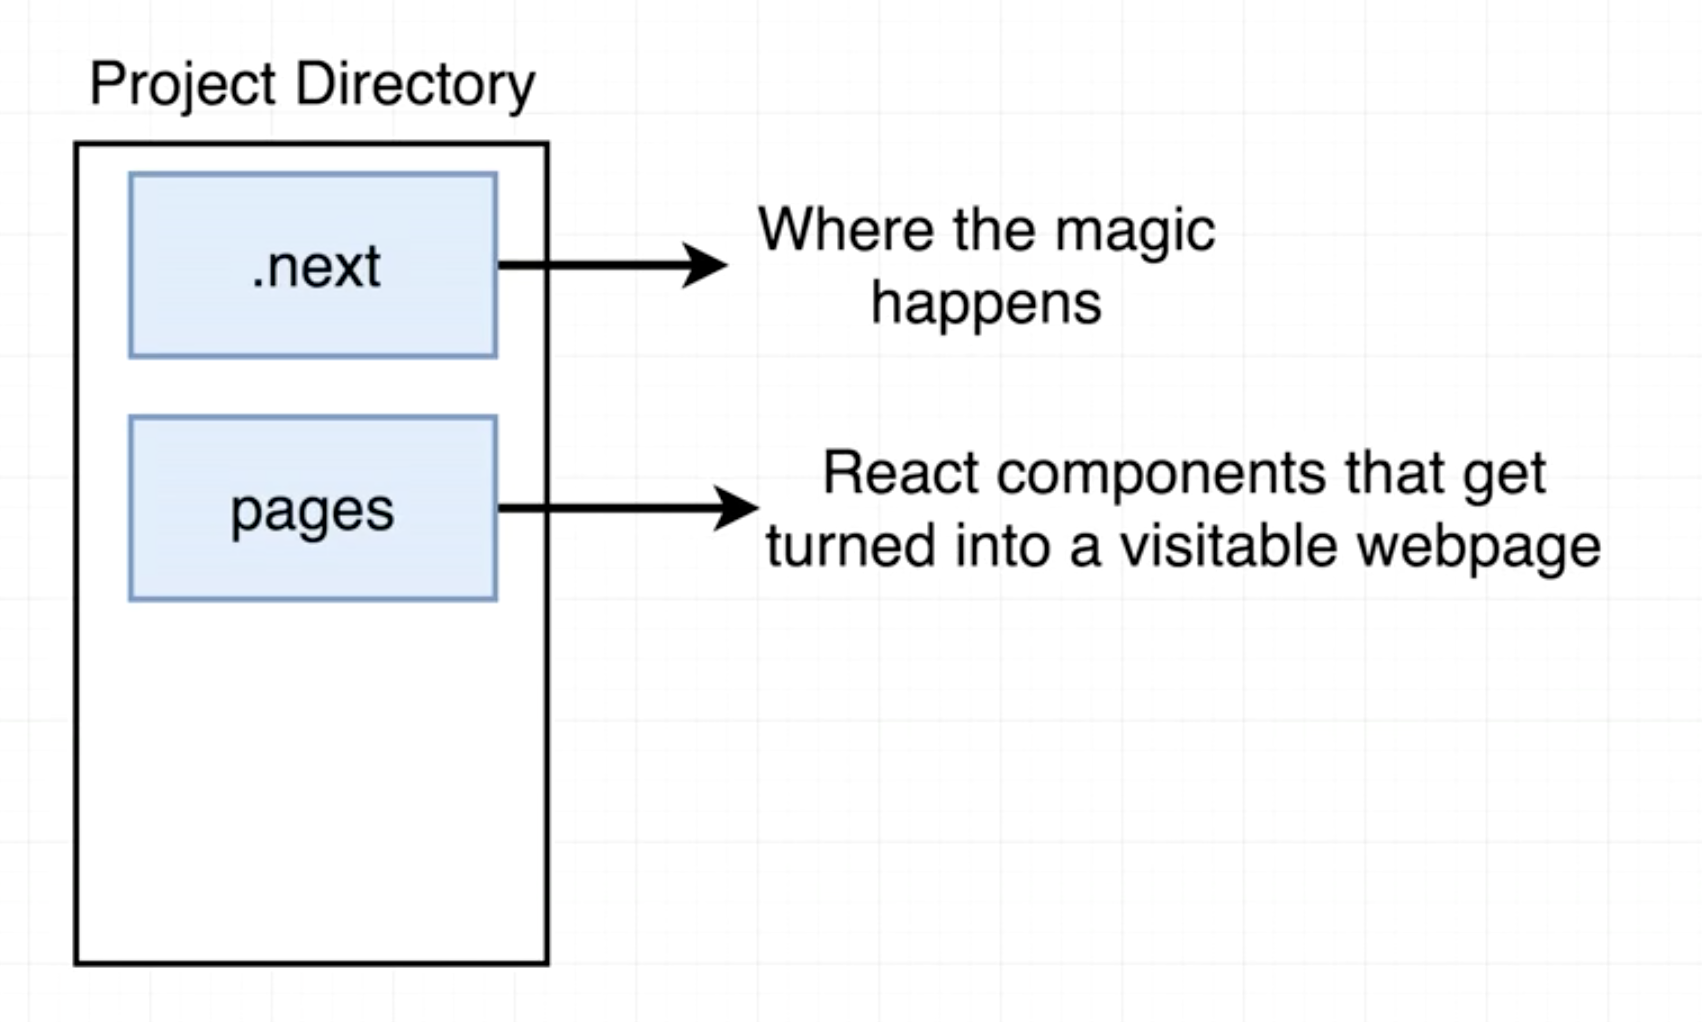 Project Directory
.next
Where the magic
happens
pages
React components that get
turned into a visitable webpage